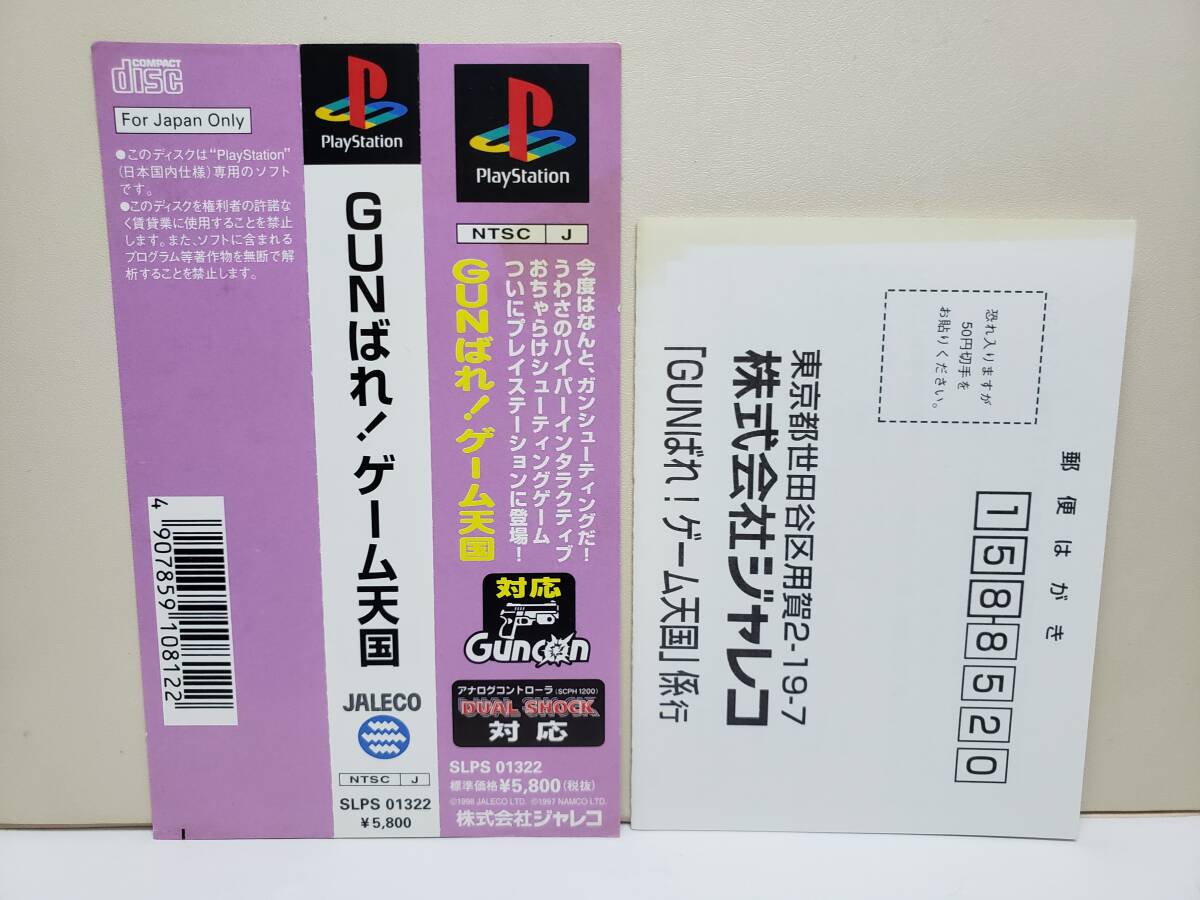 COMPACT
disc
For Japan Only
●このディスクは“PlayStation”
(日本国内仕様)専用のソフト
です。
●このディスクを権利者の許諾な
く賃貸業に使用することを禁止
します。また、ソフトに含まれる
プログラム等著作物を無断で解
析することを禁止します。
4 907859 108122
PlayStation
GUNばれ!ゲーム天国
JALECO
NTSC J
SLPS 01322
¥5,800
PlayStation
NTSC J
今度はなんと、ガンシューティングだ!
うわさのハイパーインタラクティブ
おちゃらけシューティングゲーム
ついにプレイステーションに登場!
GUNばれ!ゲーム天国
対応
Guncon
アナログコントローラ(SCPH1200)
DUAL SHOCK
対応
SLPS 01322
標準価格¥5,800(税抜)
©1998 JALECO LTD. ©1997 NAMCO LTD.
株式会社ジャレコ
郵便はがき
1588520
恐れ入りますが
50円切手を
お貼りください。
東京都世田谷区用賀2-19-7
株式会社ジャレコ
「GUNばれ!ゲーム天国」係行